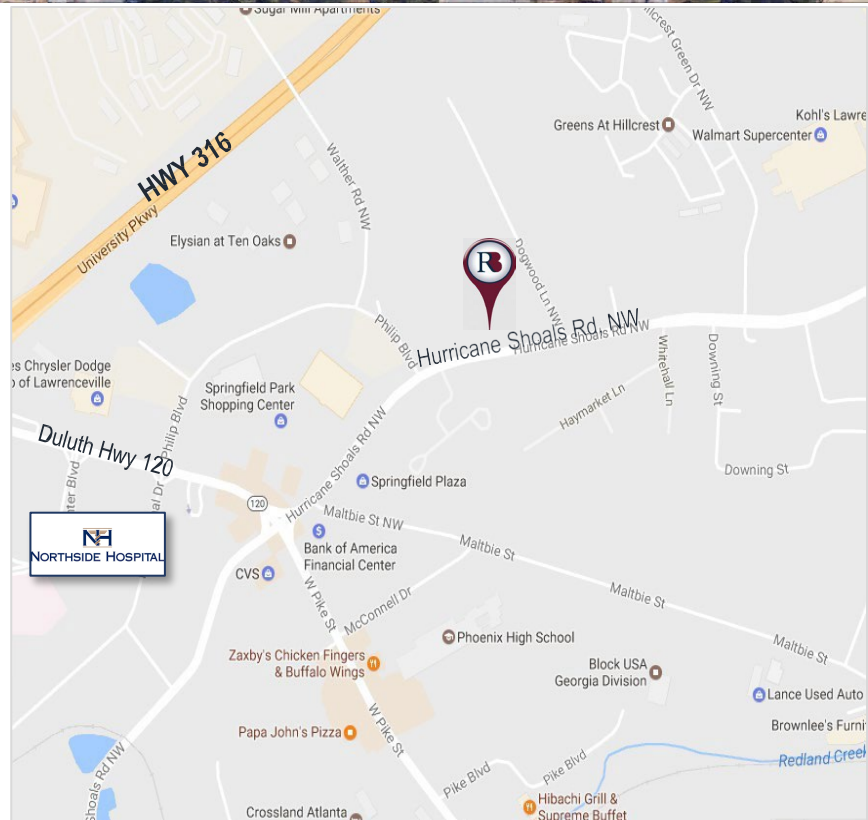 Sugar Mill Apartments
HWY 316
University Pkwy
Walther Rd NW
Hillcrest Green Dr NW
Greens At Hillcrest
Kohl's Lawre
Walmart Supercenter
Elysian at Ten Oaks
RB
Dogwood Ln NW
Philip Blvd
Hurricane Shoals Rd, NW
Hurricane Shoals Rd NW
Whitehall Ln
Downing St
es Chrysler Dodge
p of Lawrenceville
Springfield Park
Shopping Center
Philip Blvd
Haymarket Ln
Duluth Hwy 120
Hurricane Shoals Rd NW
Downing St
Springfield Plaza
120
Maltbie St NW
NH
NORTHSIDE HOSPITAL
Bank of America
Financial Center
CVS
Maltbie St
W Pike St
McConnell Dr
Maltbie St
Phoenix High School
Maltbie St
Zaxby's Chicken Fingers
& Buffalo Wings
Block USA
Georgia Division
Lance Used Auto
Papa John's Pizza
W Pike St
Brownlee's Furni
Redland Creek
Shoals Rd NW
Pike Blvd
Pike Blvd
Crossland Atlanta
Hibachi Grill &
Supreme Buffet